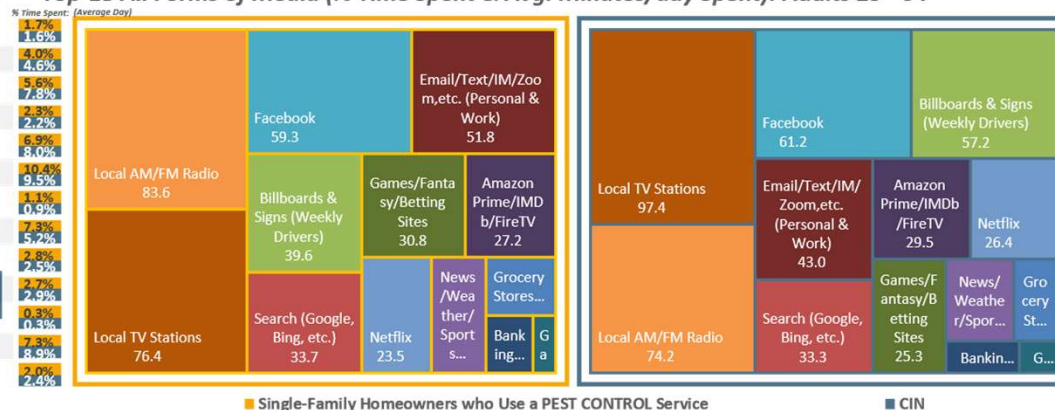 % Time Spent: (Average Day)
1.7%
1.6%
4.0%
4.6%
5.6%
7.8%
2.3%
2.2%
6.9%
8.0%
10.4%
9.5%
1.1%
0.9%
7.3%
5.2%
2.8%
2.5%
2.7%
2.9%
0.3%
0.3%
7.3%
8.9%
2.0%
2.4%
Local AM/FM Radio
83.6
Local TV Stations
76.4
Facebook
59.3
Email/Text/IM/Zoo
m,etc. (Personal &
Work)
51.8
Billboards &
Signs (Weekly
Drivers)
39.6
Games/Fanta
sy/Betting
Sites
30.8
Amazon
Prime/IMD
b/FireTV
27.2
Search (Google,
Bing, etc.)
33.7
Netflix
23.5
News
/Wea
ther/
Sport
s...
Grocery
Stores...
Bank
ing...
G
a
Local TV Stations
97.4
Local AM/FM Radio
74.2
Facebook
61.2
Billboards & Signs
(Weekly Drivers)
57.2
Email/Text/IM/
Zoom,etc.
(Personal &
Work)
43.0
Amazon
Prime/IMDb
/FireTV
29.5
Netflix
26.4
Search (Google,
Bing, etc.)
33.3
Games/F
antasy/B
etting
Sites
25.3
News/
Weathe
r/Spor...
Gro
cery
St...
Bankin...
G...
Single-Family Homeowners who Use a PEST CONTROL Service
CIN